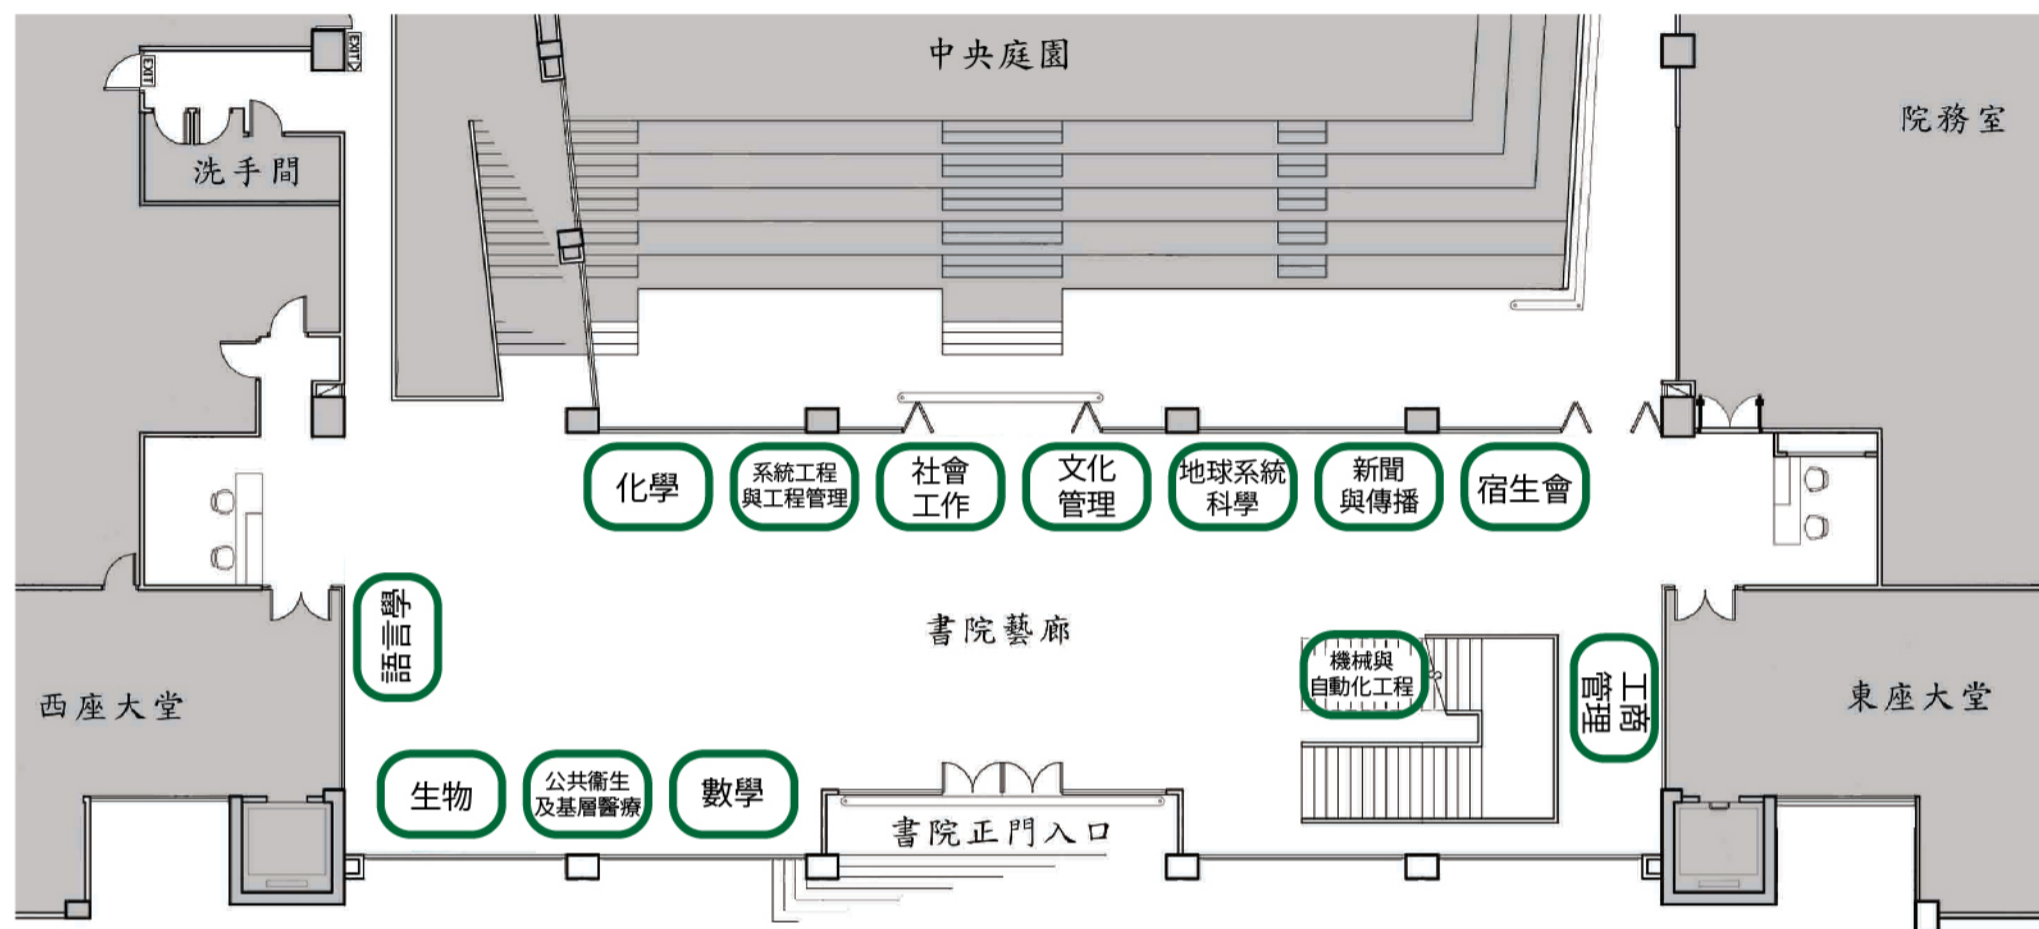 EXIT
EXIT
中央庭園
院務室
洗手間
化學
系統工程
與工程管理
社會
工作
文化
管理
地球系統
科學
新聞
與傳播
宿生會
語言學
書院藝廊
機械與
自動化工程
工商
管理
西座大堂
東座大堂
生物
公共衞生
及基層醫療
數學
書院正門入口